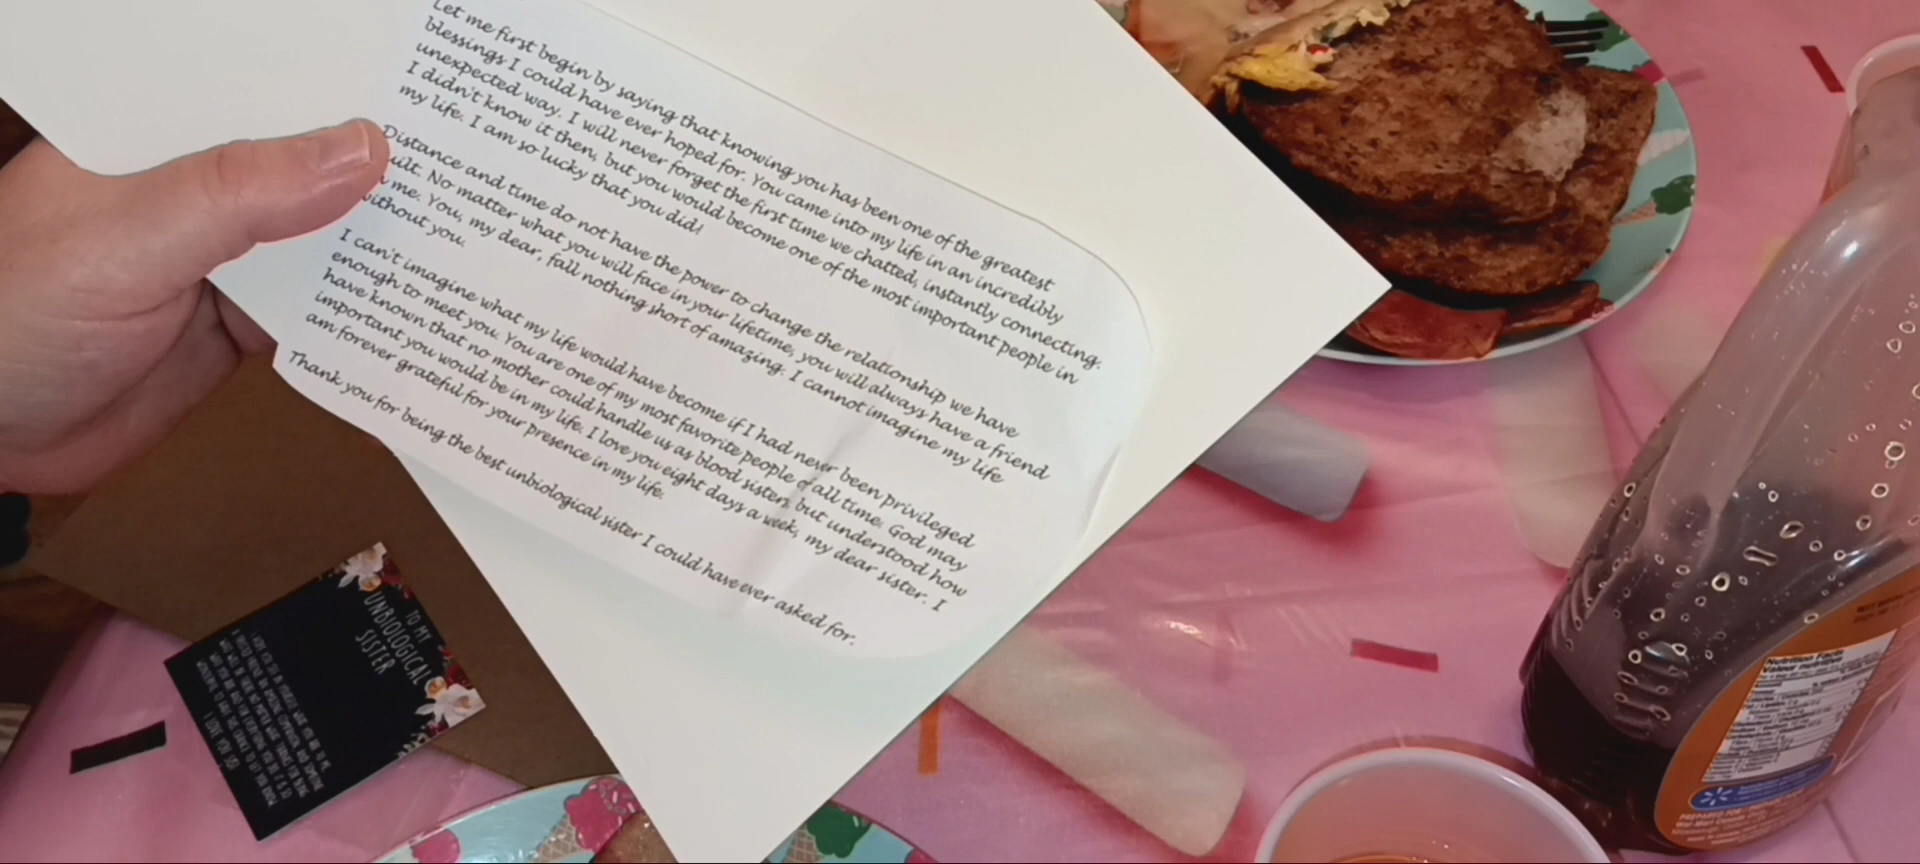 Let me first begin by saying that knowing you has been one of the greatest
blessings I could have ever hoped for. You came into my life in an incredibly
unexpected way. I will never forget the first time we chatted, instantly connecting.
I didn't know it then, but you would become one of the most important people in
my life. I am so lucky that you did!
Distance and time do not have the power to change the relationship we have
uilt. No matter what you will face in your lifetime, you will always have a friend
me. You, my dear, fall nothing short of amazing. I cannot imagine my life
without you.
I can't imagine what my life would have become if I had never been privileged
enough to meet you. You are one of my most favorite people of all time. God may
have known that no mother could handle us as blood sisters, but understood how
important you would be in my life. I love you eight days a week, my dear sister. I
am forever grateful for your presence in my life.
Thank you for being the best unbiological sister I could have ever asked for.
TO MY
UNBIOLOGICAL
SISTER
I LOVE YOU SIS!
Nutrition Facts
Valeur nutritive